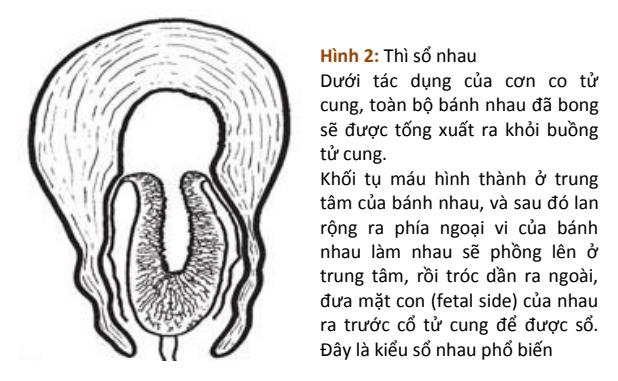 Hình 2: Thì sổ nhau
Dưới tác dụng của cơn co tử
cung, toàn bộ bánh nhau đã bong
sẽ được tống xuất ra khỏi buồng
tử cung.
Khối tụ máu hình thành ở trung
tâm của bánh nhau, và sau đó lan
rộng ra phía ngoại vi của bánh
nhau làm nhau sẽ phồng lên ở
trung tâm, rồi tróc dần ra ngoài,
đưa mặt con (fetal side) của nhau
ra trước cổ tử cung để được sổ.
Đây là kiểu sổ nhau phổ biến